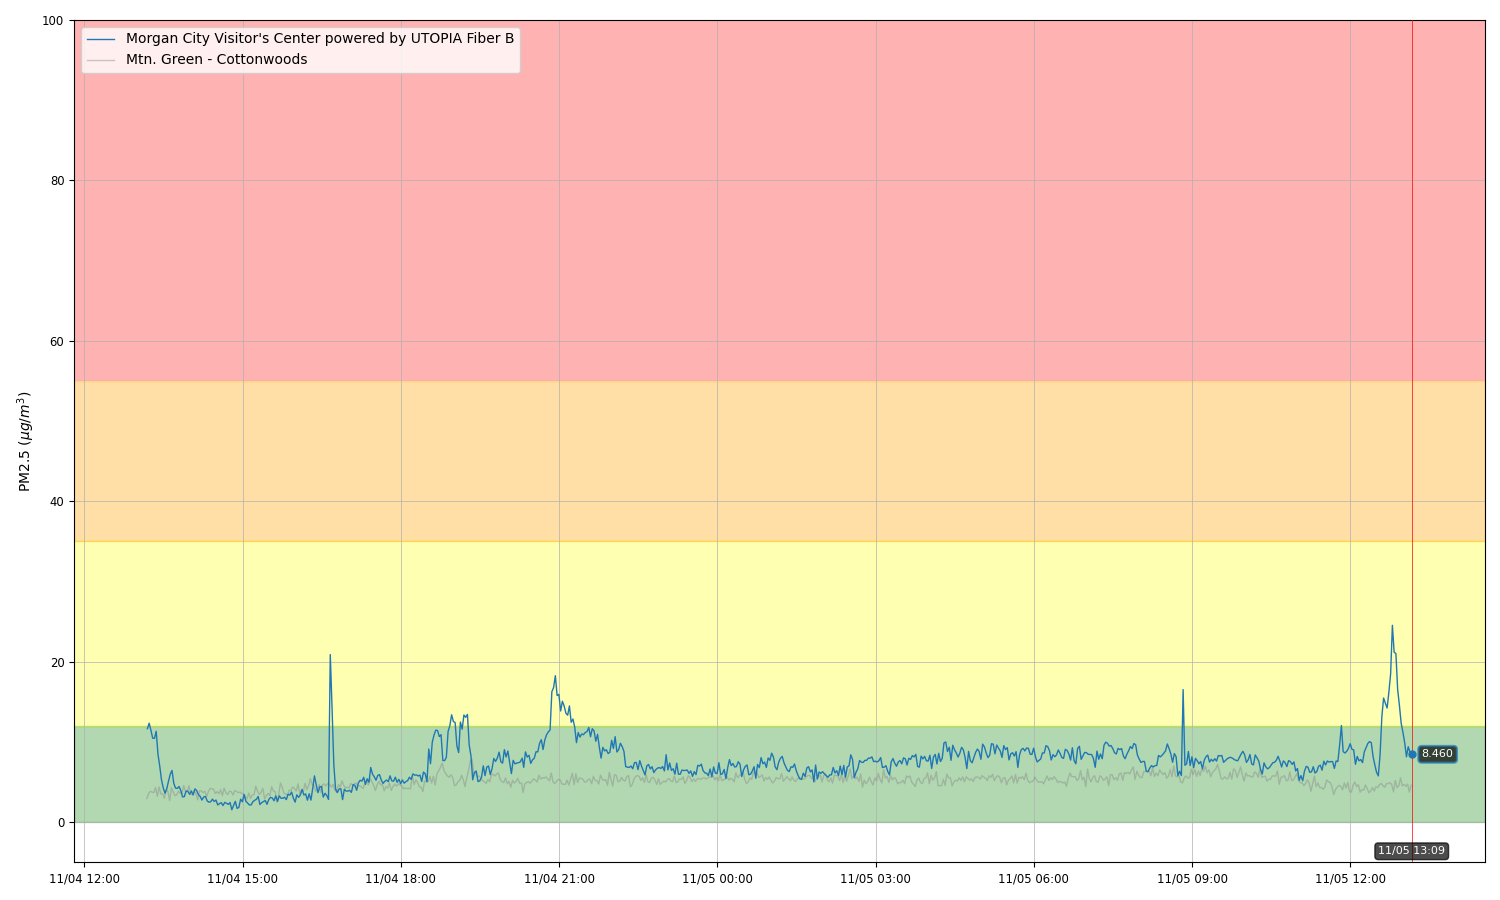 100
Morgan City Visitor's Center powered by UTOPIA Fiber B
Mtn. Green - Cottonwoods
80
60
PM2.5 (μg/m³)
40
20
8.460
0
11/05 13:09
11/04 12:00 11/04 15:00 11/04 18:00 11/04 21:00 11/05 00:00 11/05 03:00 11/05 06:00 11/05 09:00 11/05 12:00